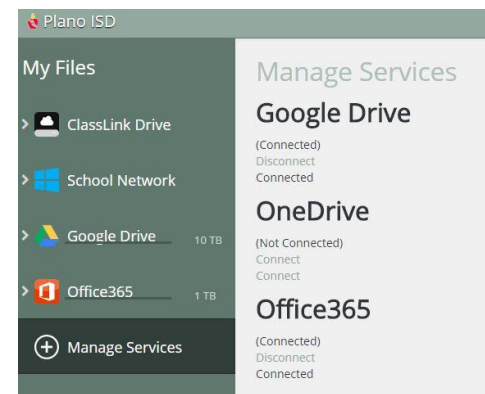 Plano ISD
My Files
ClassLink Drive
School Network
Google Drive 10 TB
Office365 1 TB
Manage Services
Manage Services
Google Drive
(Connected)
Disconnect
Connected
OneDrive
(Not Connected)
Connect
Connect
Office365
(Connected)
Disconnect
Connected